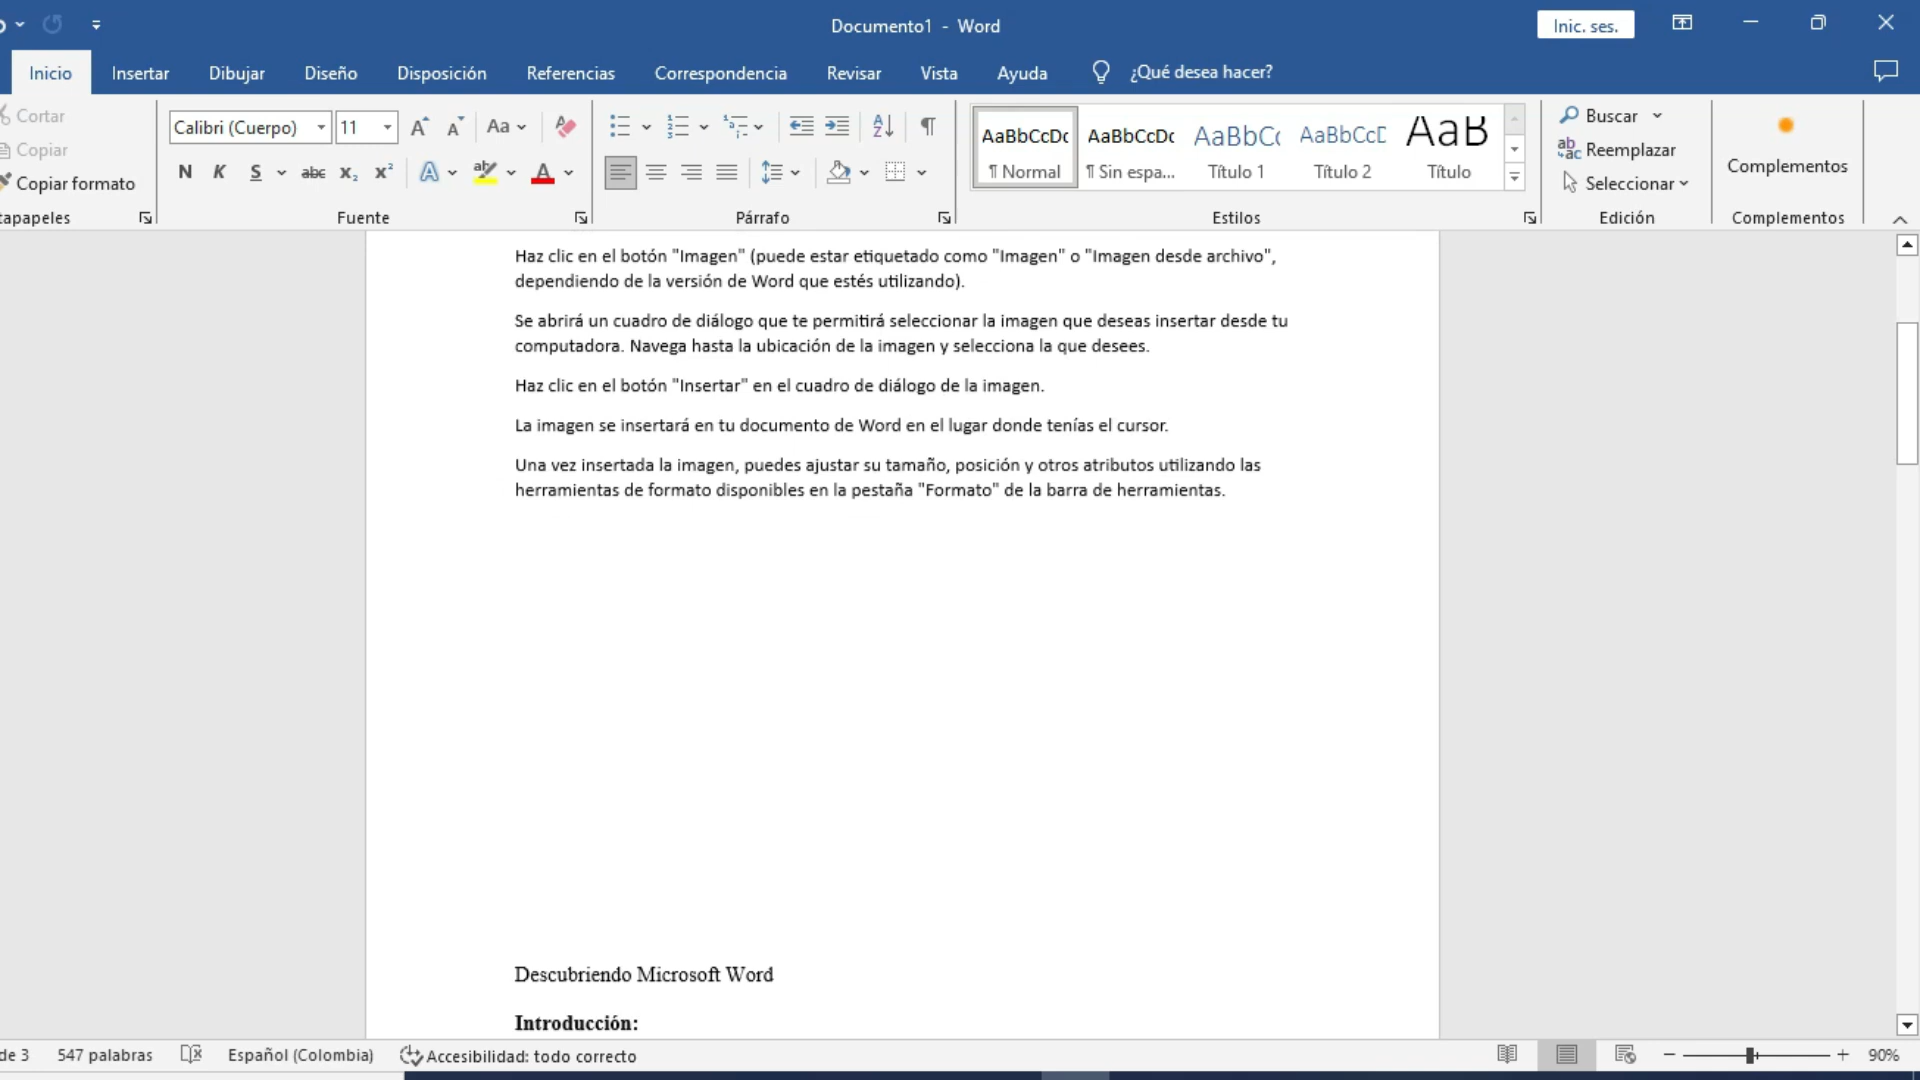 Documento1 - Word
Inic. ses.
Inicio
Insertar
Dibujar
Diseño
Disposición
Referencias
Correspondencia
Revisar
Vista
Ayuda
¿Qué desea hacer?
Cortar
Copiar
Copiar formato
tapapeles
Calibri (Cuerpo)
11
Aa
N K S abc x₂ x²
Fuente
Párrafo
AaBbCcDc
¶ Normal
AaBbCcDc
¶ Sin espa...
AaBbC
Título 1
AaBbCcD
Título 2
AaB
Título
Estilos
Buscar
Reemplazar
Seleccionar
Edición
Complementos
Complementos
Haz clic en el botón "Imagen" (puede estar etiquetado como "Imagen" o "Imagen desde archivo",
dependiendo de la versión de Word que estés utilizando).
Se abrirá un cuadro de diálogo que te permitirá seleccionar la imagen que deseas insertar desde tu
computadora. Navega hasta la ubicación de la imagen y selecciona la que desees.
Haz clic en el botón "Insertar" en el cuadro de diálogo de la imagen.
La imagen se insertará en tu documento de Word en el lugar donde tenías el cursor.
Una vez insertada la imagen, puedes ajustar su tamaño, posición y otros atributos utilizando las
herramientas de formato disponibles en la pestaña "Formato" de la barra de herramientas.
Descubriendo Microsoft Word
Introducción:
de 3
547 palabras
Español (Colombia)
Accesibilidad: todo correcto
90%